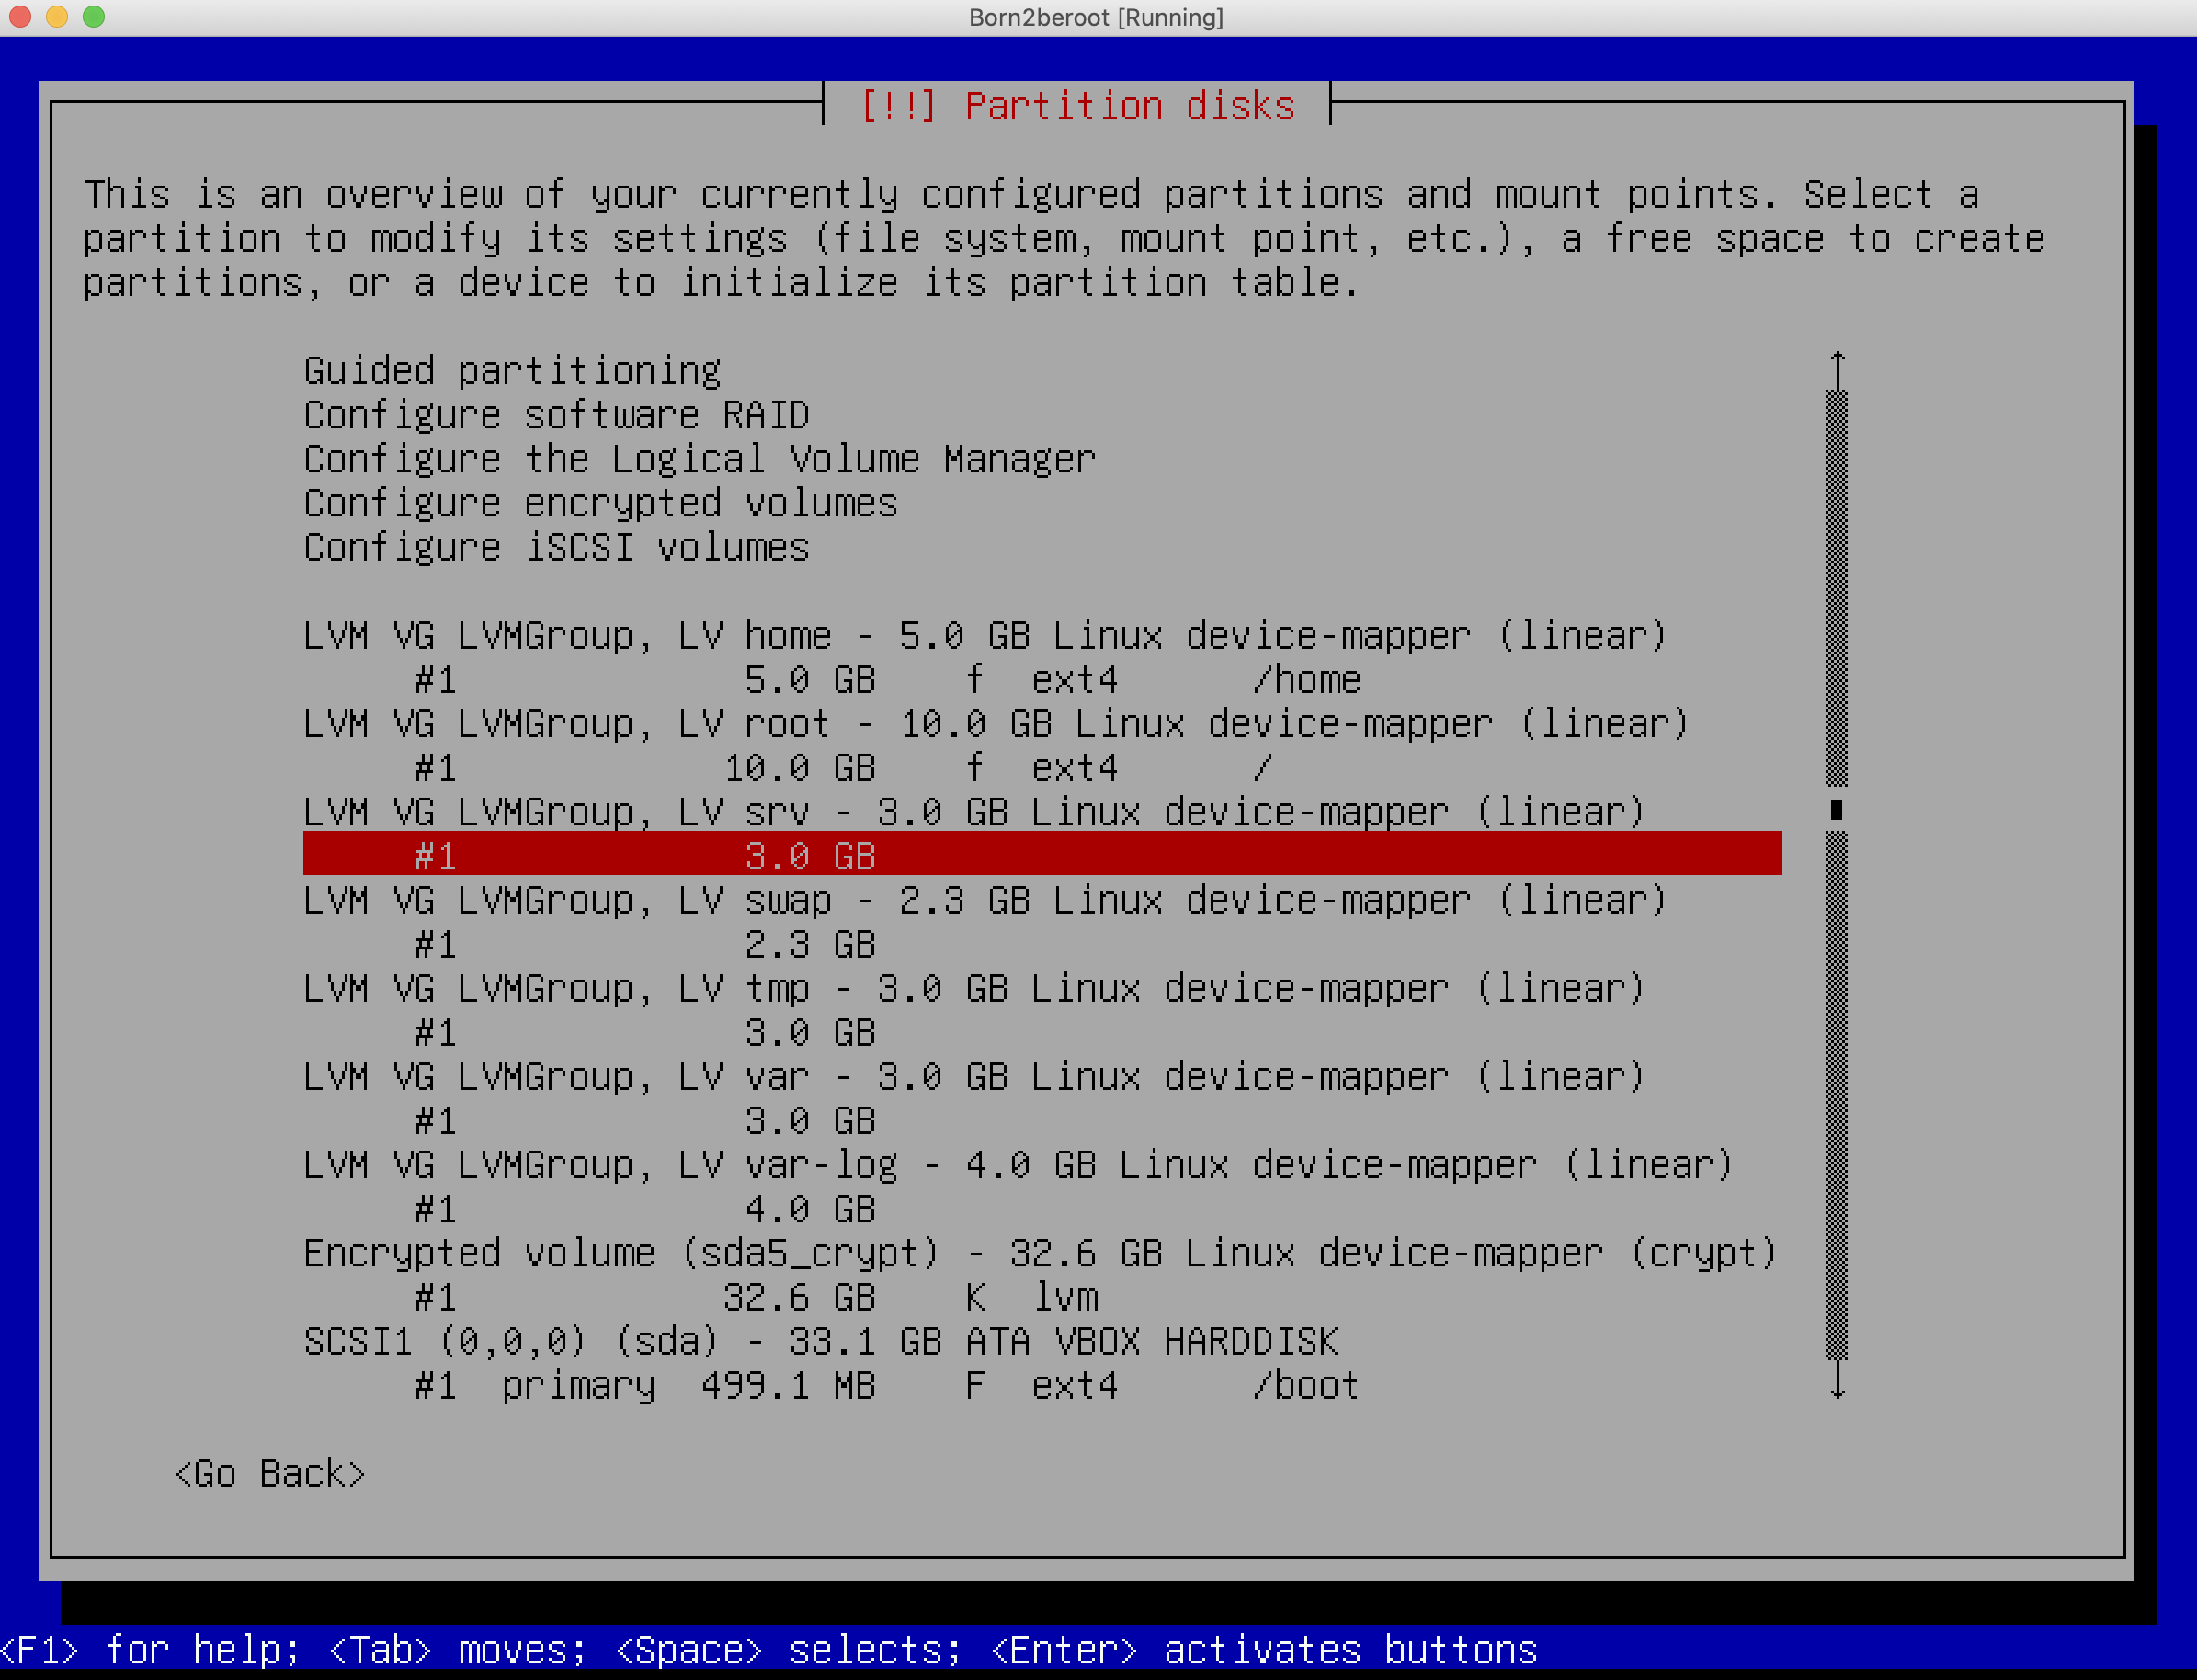 Born2beroot [Running]
[!!] Partition disks
This is an overview of your currently configured partitions and mount points. Select a
partition to modify its settings (file system, mount point, etc.), a free space to create
partitions, or a device to initialize its partition table.
Guided partitioning
Configure software RAID
Configure the Logical Volume Manager
Configure encrypted volumes
Configure iSCSI volumes
LVM VG LVMGroup, LV home - 5.0 GB Linux device-mapper (linear)
#1 5.0 GB f ext4 /home
LVM VG LVMGroup, LV root - 10.0 GB Linux device-mapper (linear)
#1 10.0 GB f ext4 /
LVM VG LVMGroup, LV srv - 3.0 GB Linux device-mapper (linear)
#1 3.0 GB
LVM VG LVMGroup, LV swap - 2.3 GB Linux device-mapper (linear)
#1 2.3 GB
LVM VG LVMGroup, LV tmp - 3.0 GB Linux device-mapper (linear)
#1 3.0 GB
LVM VG LVMGroup, LV var - 3.0 GB Linux device-mapper (linear)
#1 3.0 GB
LVM VG LVMGroup, LV var-log - 4.0 GB Linux device-mapper (linear)
#1 4.0 GB
Encrypted volume (sda5_crypt) - 32.6 GB Linux device-mapper (crypt)
#1 32.6 GB K lvm
SCSI1 (0,0,0) (sda) - 33.1 GB ATA VBOX HARDDISK
#1 primary 499.1 MB F ext4 /boot
<Go Back>
<F1> for help; <Tab> moves; <Space> selects; <Enter> activates buttons